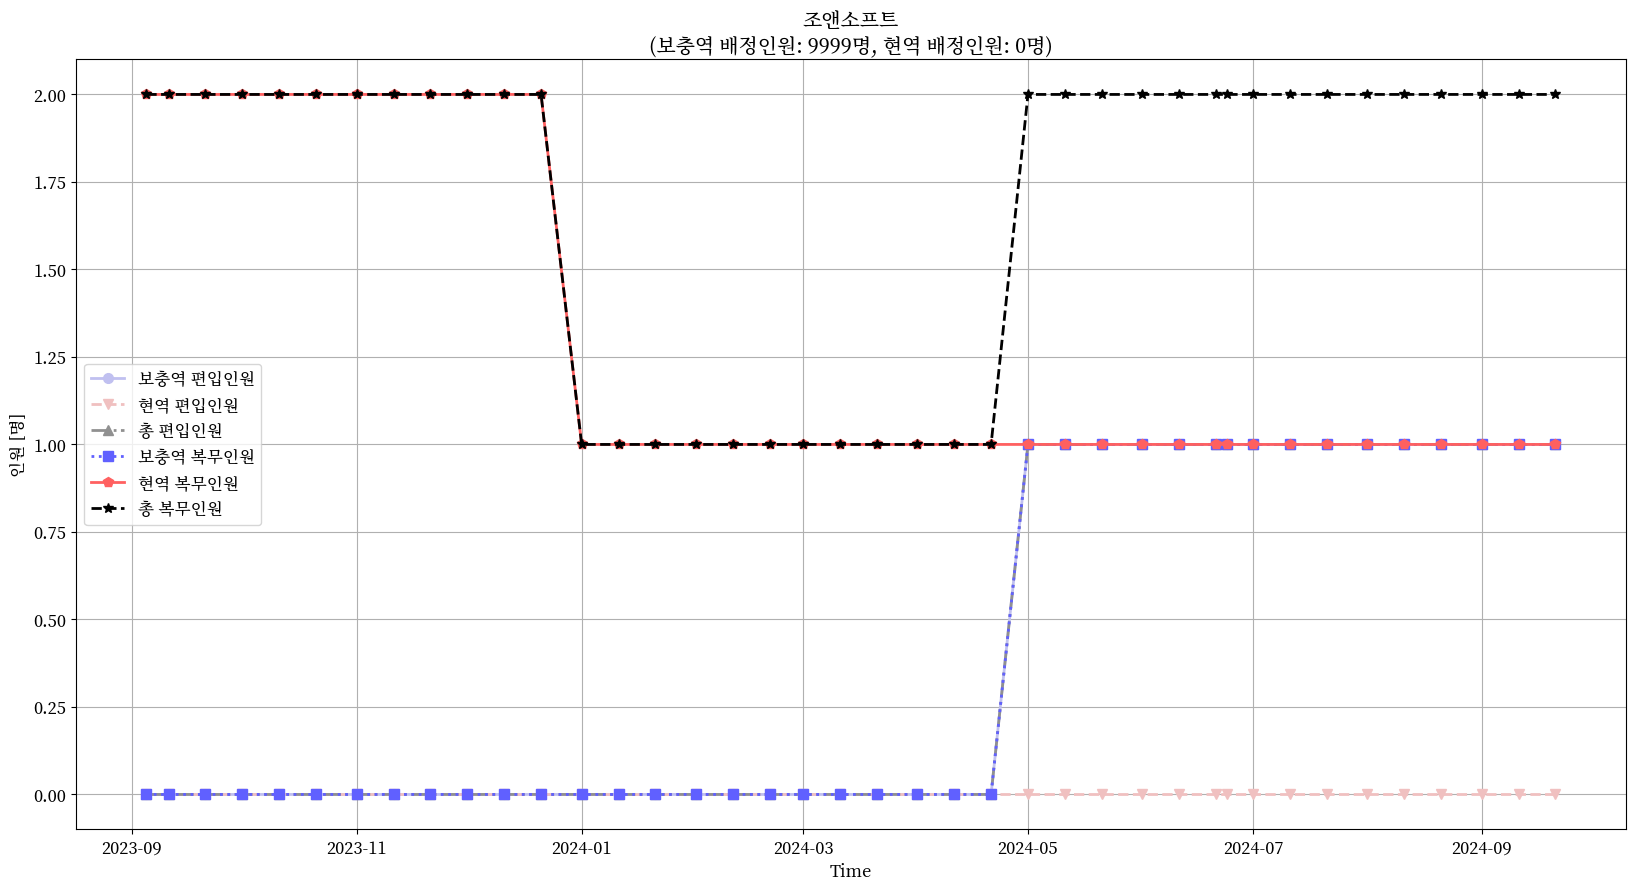 조앤소프트
(보충역 배정인원: 9999명, 현역 배정인원: 0명)
인원 [명]
2.00
1.75
1.50
1.25
1.00
0.75
0.50
0.25
0.00
보충역 편입인원
현역 편입인원
총 편입인원
보충역 복무인원
현역 복무인원
총 복무인원
2023-09
2023-11
2024-01
2024-03
2024-05
2024-07
2024-09
Time